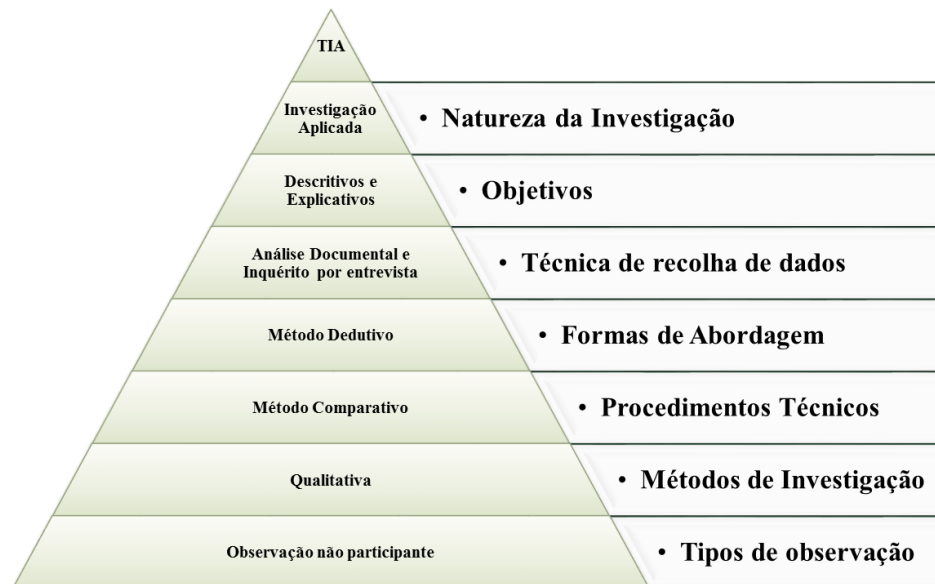 TIA
Investigação
Aplicada
• Natureza da Investigação
Descritivos e
Explicativos
• Objetivos
Análise Documental e
Inquérito por entrevista
• Técnica de recolha de dados
Método Dedutivo
• Formas de Abordagem
Método Comparativo
• Procedimentos Técnicos
Qualitativa
• Métodos de Investigação
Observação não participante
• Tipos de observação